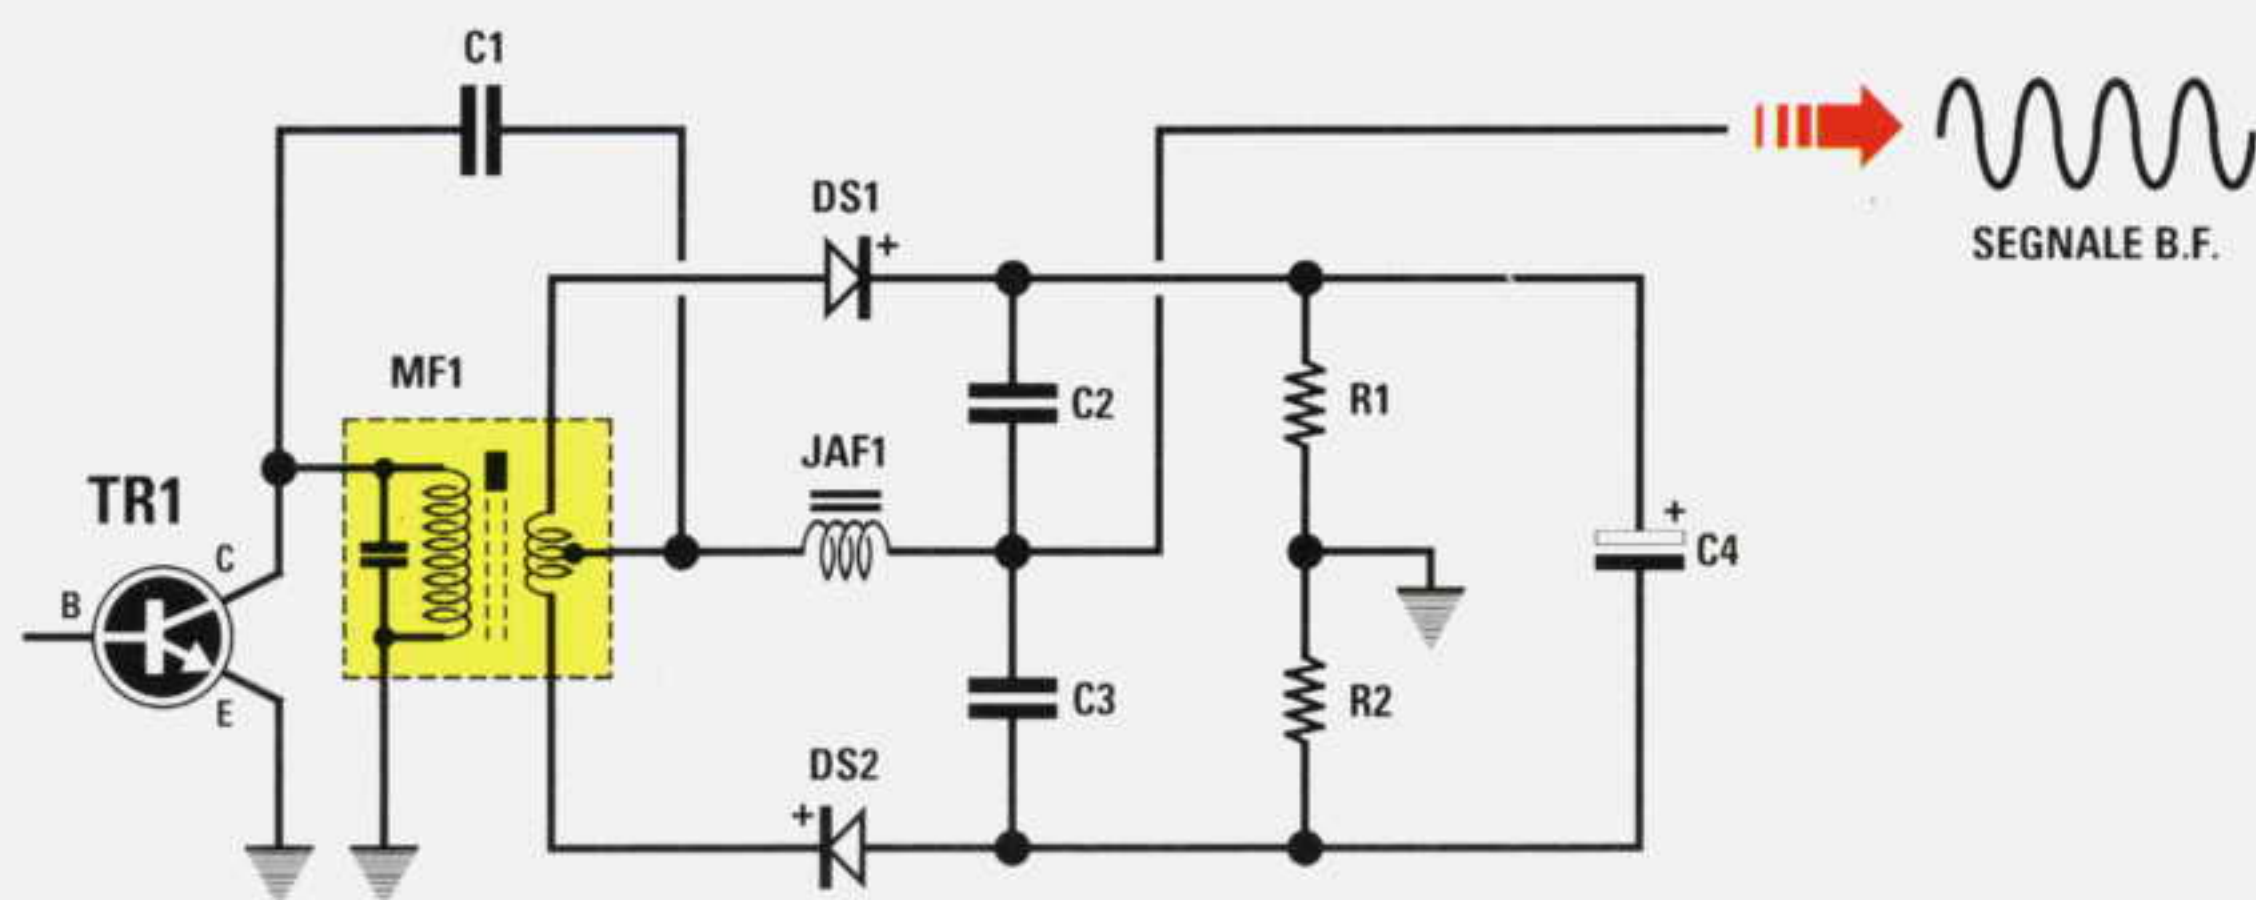 C1
DS1
+
SEGNALE B.F.
MF1
C2
R1
JAF1
TR1
C
+
C4
B
C3
R2
E
DS2
+